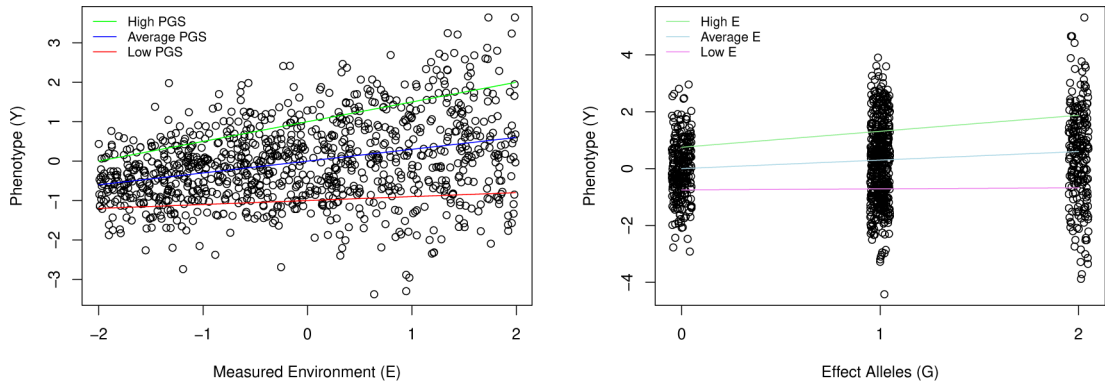 High PGS
Average PGS
Low PGS
3
2
1
0
−1
−2
−3
Phenotype (Y)
−2
−1
0
1
2
Measured Environment (E)
High E
Average E
Low E
4
2
0
−2
−4
Phenotype (Y)
0
1
2
Effect Alleles (G)